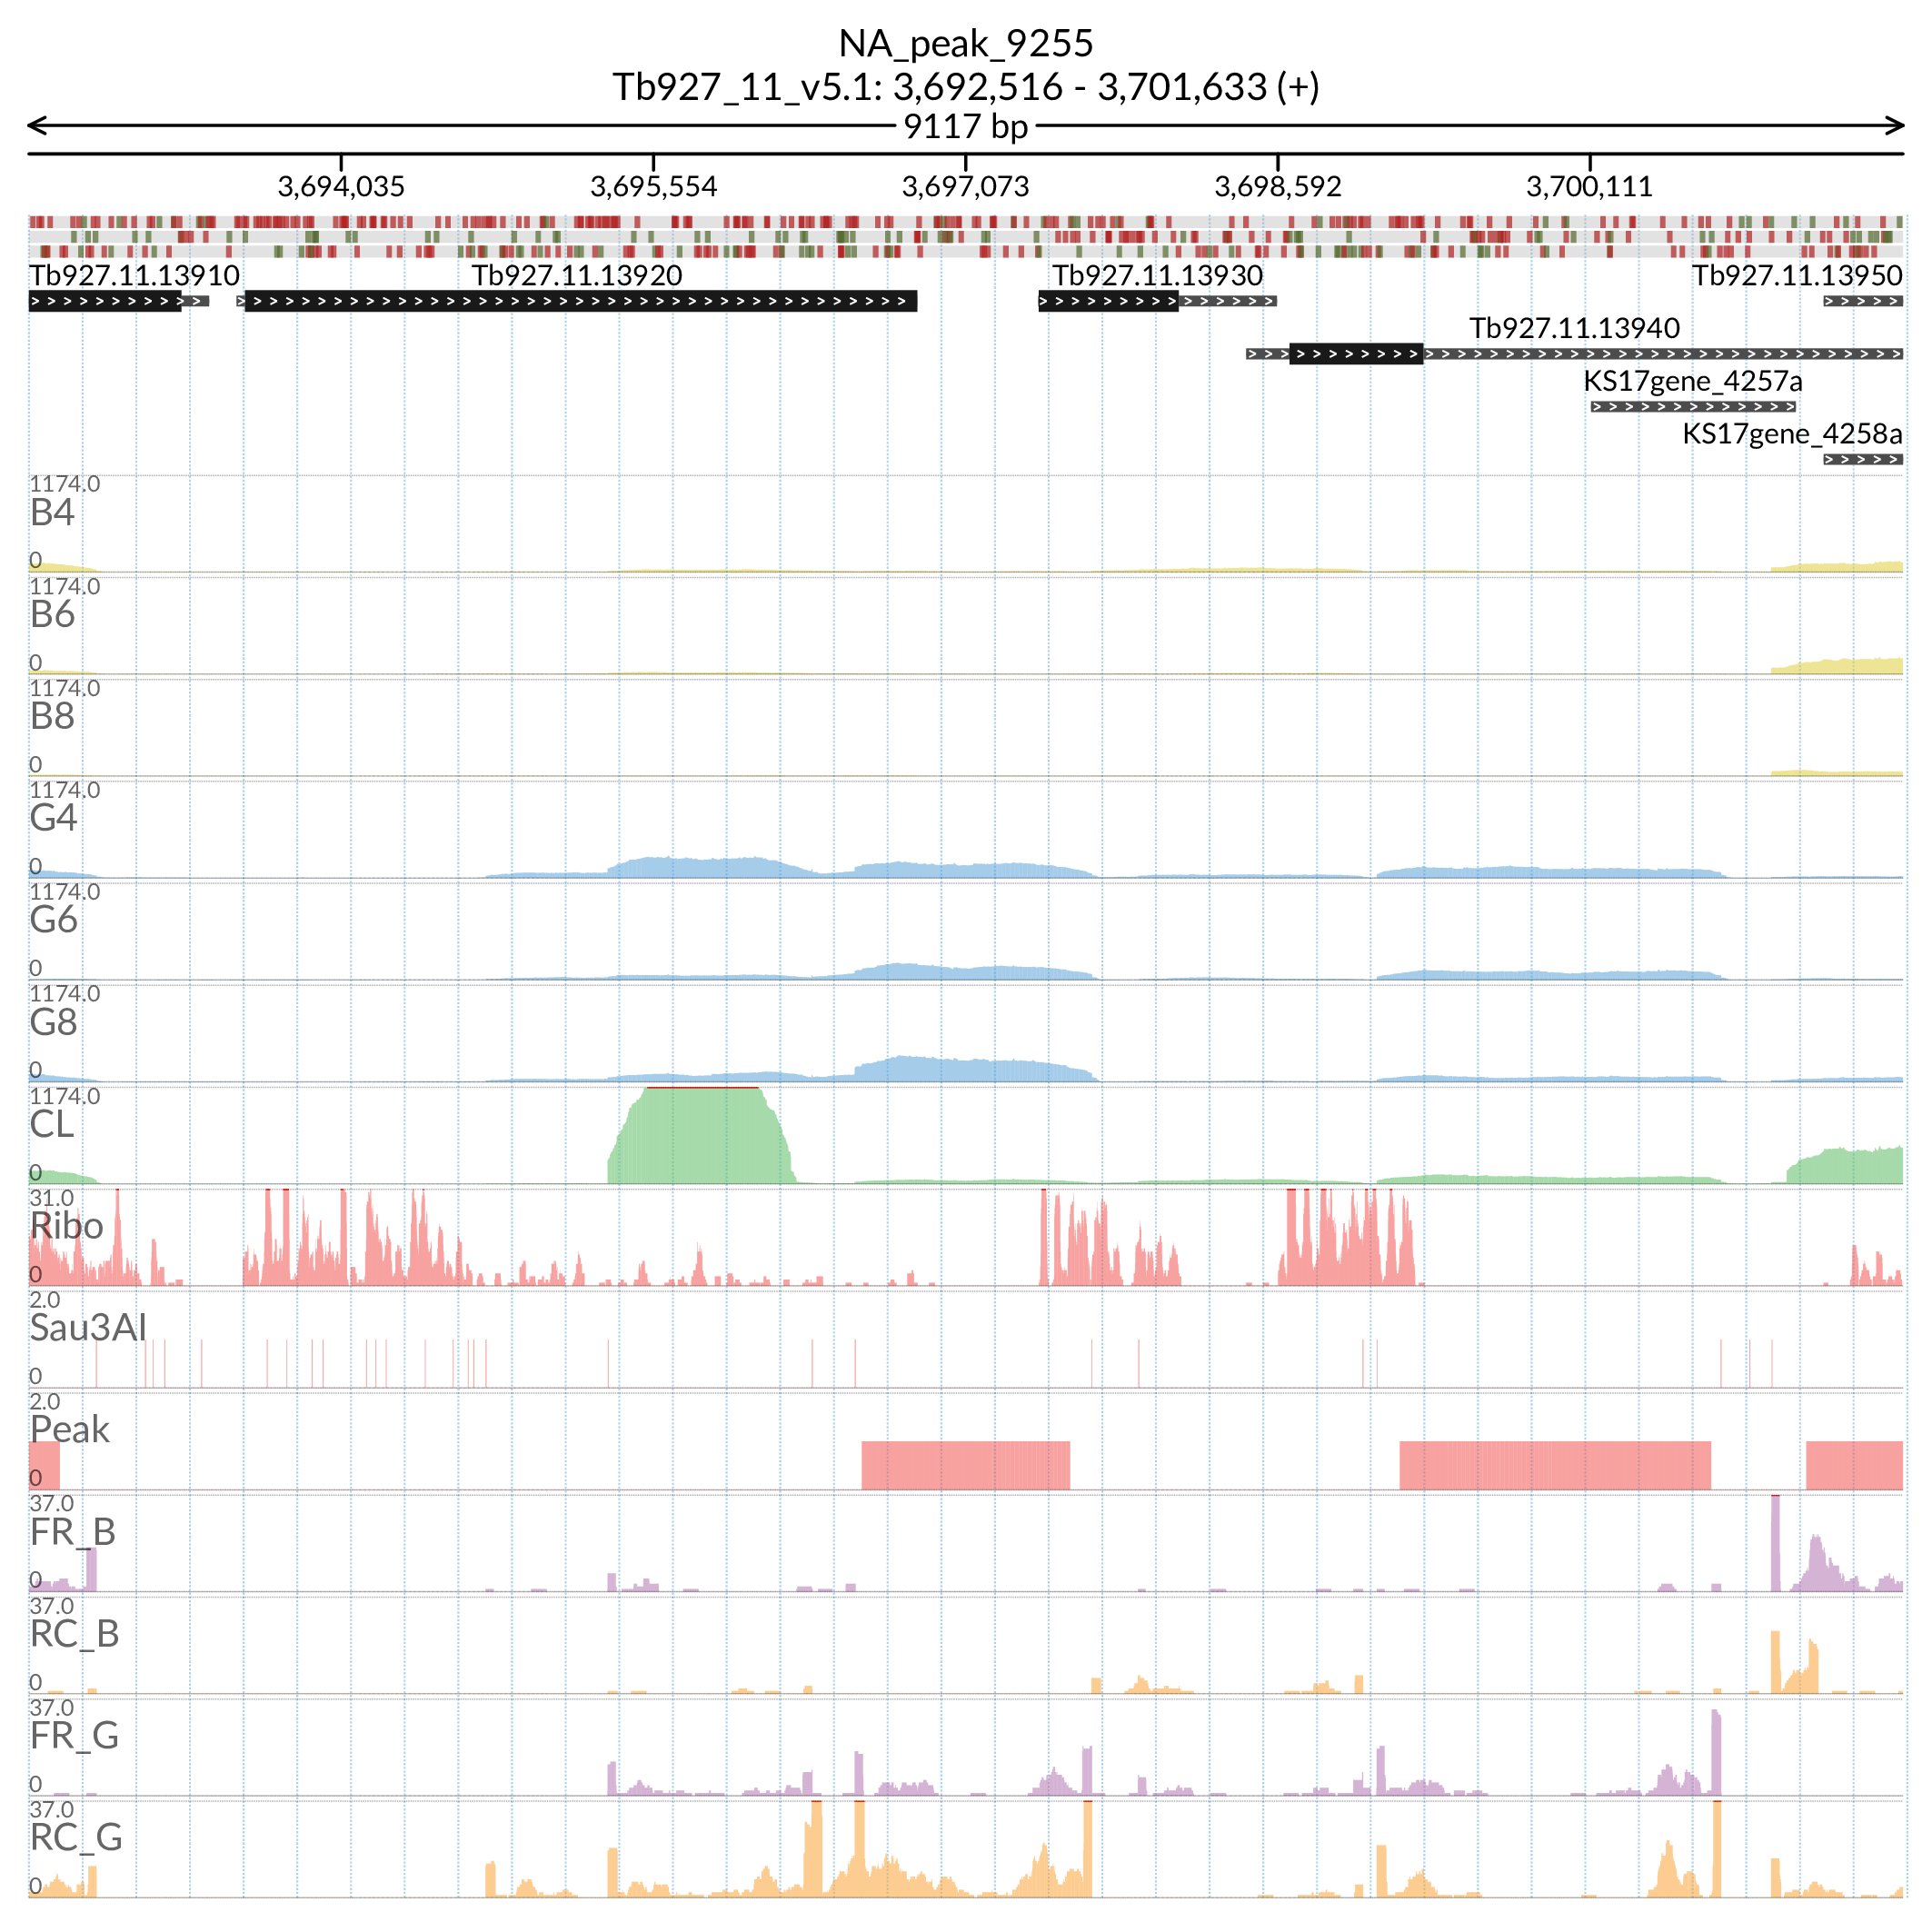 NA_peak_9255
Tb927_11_v5.1: 3,692,516 - 3,701,633 (+)
9117 bp
3,694,035 3,695,554 3,697,073 3,698,592 3,700,111
Tb927.11.13910 Tb927.11.13920 Tb927.11.13930 Tb927.11.13950
Tb927.11.13940
KS17gene_4257a
KS17gene_4258a
1174.0
B4
0
1174.0
B6
0
1174.0
B8
0
1174.0
G4
0
1174.0
G6
0
1174.0
G8
0
1174.0
CL
0
31.0
Ribo
0
2.0
Sau3AI
0
2.0
Peak
0
37.0
FR_B
0
37.0
RC_B
0
37.0
FR_G
0
37.0
RC_G
0